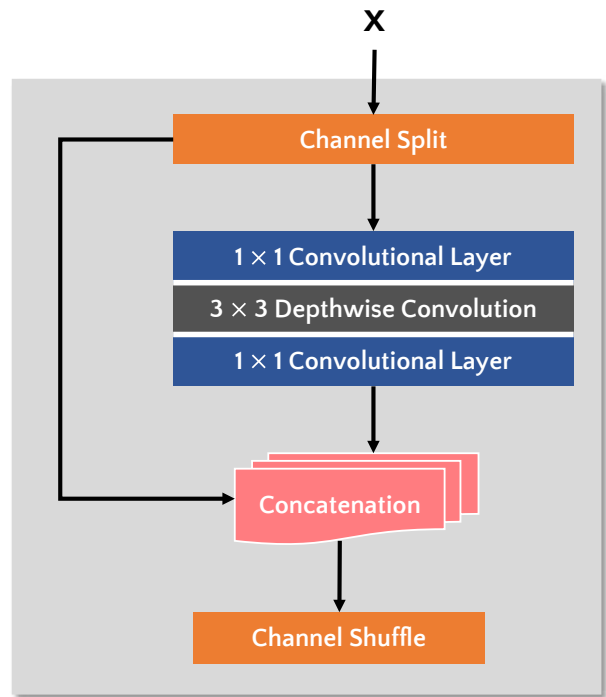 X
Channel Split
1 × 1 Convolutional Layer
3 × 3 Depthwise Convolution
1 × 1 Convolutional Layer
Concatenation
Channel Shuffle